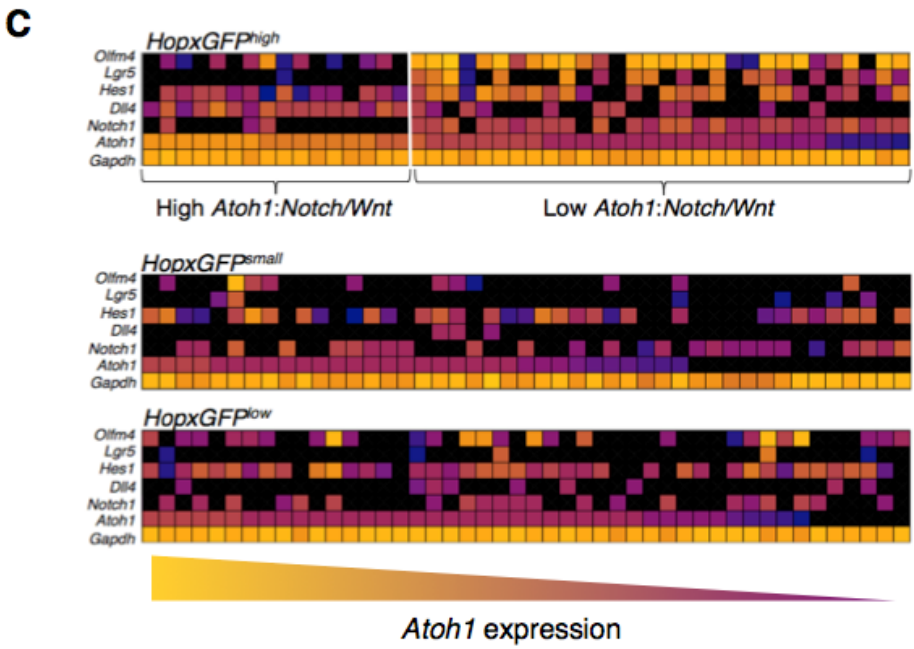 C
HopxGFPhigh
Olfm4
Lgr5
Hes1
Dll4
Notch1
Atoh1
Gapdh
High Atoh1:Notch/Wnt Low Atoh1:Notch/Wnt
HopxGFPsmall
Olfm4
Lgr5
Hes1
Dll4
Notch1
Atoh1
Gapdh
HopxGFPlow
Olfm4
Lgr5
Hes1
Dll4
Notch1
Atoh1
Gapdh
Atoh1 expression